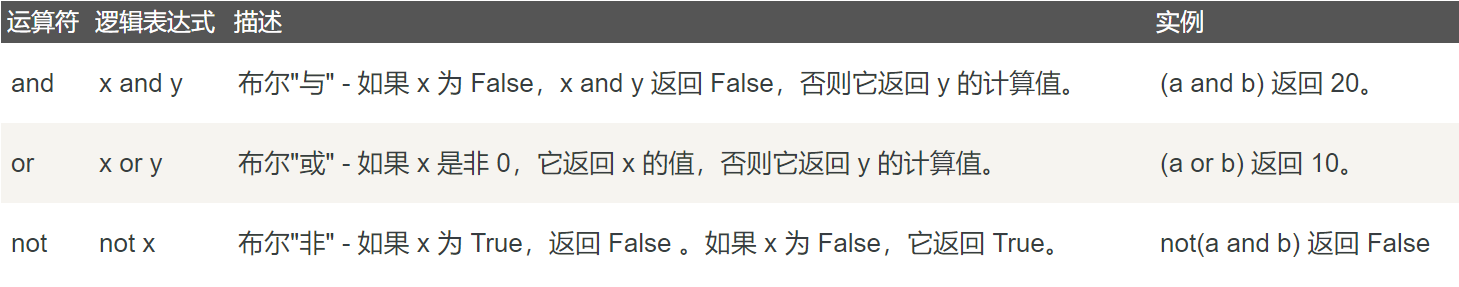 运算符 逻辑表达式 描述 实例
and x and y 布尔"与" - 如果 x 为 False，x and y 返回 False，否则它返回 y 的计算值。 (a and b) 返回 20。
or x or y 布尔"或" - 如果 x 是非 0，它返回 x 的值，否则它返回 y 的计算值。 (a or b) 返回 10。
not not x 布尔"非" - 如果 x 为 True，返回 False 。如果 x 为 False，它返回 True。 not(a and b) 返回 False